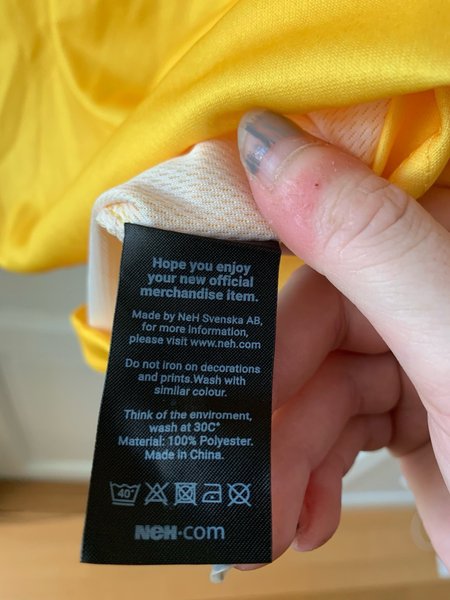 Hope you enjoy
your new official
merchandise item.
Made by NeH Svenska AB,
for more information,
please visit www.neh.com
Do not iron on decorations
and prints.Wash with
similar colour.
Think of the enviroment,
wash at 30C°
Material: 100% Polyester.
Made in China.
40°
NeH·com